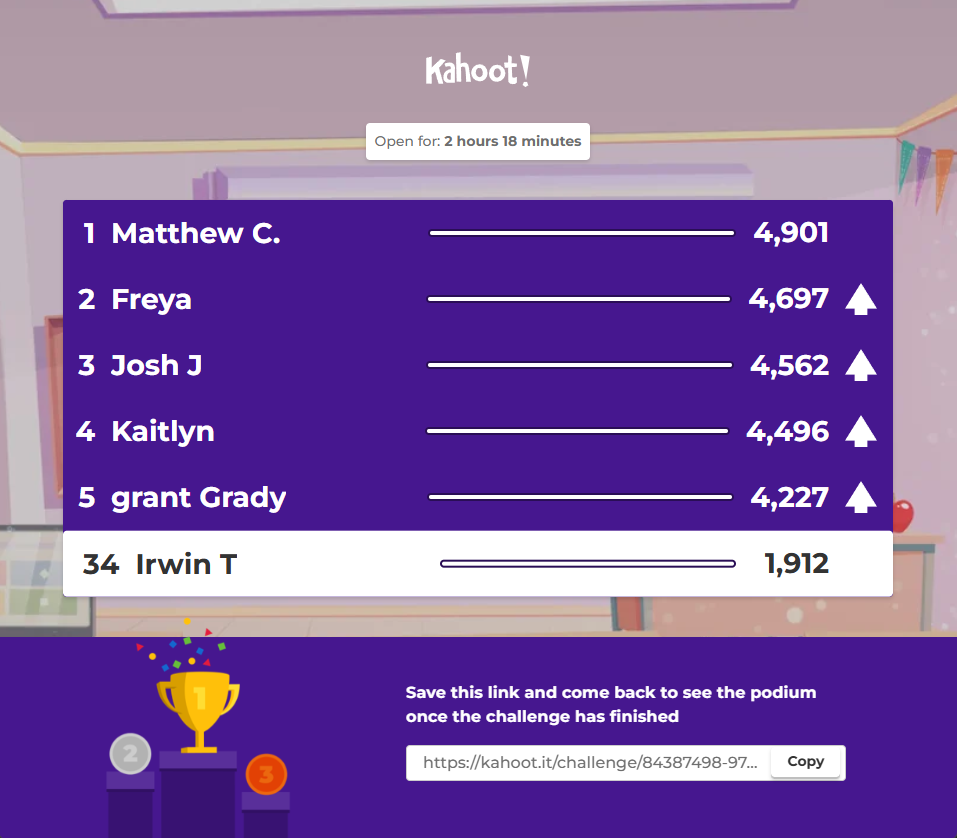 Kahoot!
Open for: 2 hours 18 minutes
1 Matthew C. 4,901
2 Freya 4,697
3 Josh J 4,562
4 Kaitlyn 4,496
5 grant Grady 4,227
34 Irwin T 1,912
1
2
3
Save this link and come back to see the podium
once the challenge has finished
https://kahoot.it/challenge/84387498-97... Copy